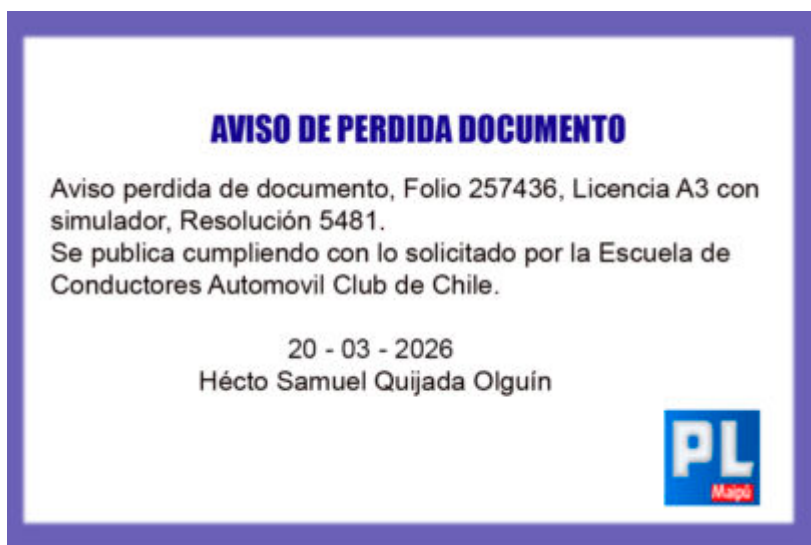 AVISO DE PERDIDA DOCUMENTO
Aviso perdida de documento, Folio 257436, Licencia A3 con
simulador, Resolución 5481.
Se publica cumpliendo con lo solicitado por la Escuela de
Conductores Automovil Club de Chile.
20 - 03 - 2026
Hécto Samuel Quijada Olguín
PL
Maipú